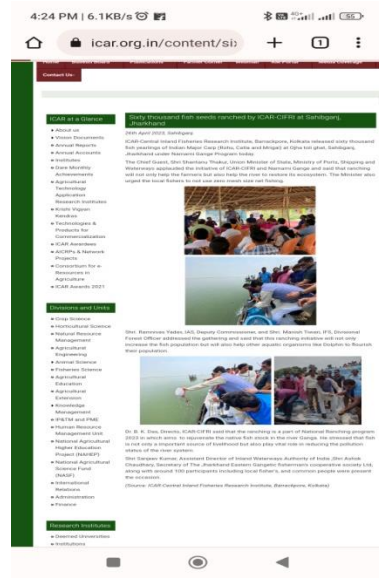 4:24 PM | 6.1KB/s
4G+
55
icar.org.in/content/six
1
Contact Us
ICAR at a Glance
About us
Vision Documents
Annual Reports
Annual Accounts
Institutes
Dare Monthly
Achievements
Agricultural
Technology
Application
Research Institutes
Krishi Vigyan
Kendras
Technologies &
Products for
Commercialization
ICAR Awardees
AICRPs & Network
Projects
Consortium for e-
Resources in
Agriculture
ICAR Awards 2021
Divisions and Units
Crop Science
Horticultural Science
Natural Resource
Management
Agricultural
Engineering
Animal Science
Fisheries Science
Agricultural
Education
Agricultural
Extension
Knowledge
Management
IP&TM and PME
Human Resource
Management Unit
National Agricultural
Higher Education
Project (NAHEP)
National Agricultural
Science Fund
(NASF)
International
Relations
Administration
Finance
Research Institutes
Deemed Universities
Institutions
Sixty thousand fish seeds ranched by ICAR-CIFRI at Sahibganj,
Jharkhand
26th April 2023, Sahibganj
ICAR-Central Inland Fisheries Research Institute, Barrackpore, Kolkata released sixty thousand
fish seedlings of Indian Major Carp (Rohu, Catla and Mrigal) at Ojha toli ghat, Sahibganj,
Jharkhand under Namami Gange Program today.
The Chief Guest, Shri Shantanu Thakur, Union Minister of State, Ministry of Ports, Shipping and
Waterways applauded the initiative of ICAR-CIFRI and Namami Gange and said that ranching
will not only help the farmers but also help the river to restore its ecosystem. The Minister also
urged the local fishers to not use zero mesh size net fishing.
Shri. Ramnivas Yadav, IAS, Deputy Commissioner, and Shri. Manish Tiwari, IFS, Divisional
Forest Officer addressed the gathering and said that this ranching initiative will not only
increase the fish population but will also help other aquatic organisms like Dolphin to flourish
their population.
Dr. B. K. Das, Director, ICAR-CIFRI said that the ranching is a part of National Ranching program
2023 in which aims to rejuvenate the native fish stock in the river Ganga. He stressed that fish
is not only a important source of livelihood but also play vital role in reducing the pollution
status of the river system.
Shri Sanjeev Kumar, Assistant Director of Inland Waterways Authority of India, Shri Ashok
Chaudhary, Secretary of The Jharkhand Eastern Gangetic fishermen's cooperative society Ltd,
along with around 100 participants including local fishers, and common people were present
the occasion.
(Source: ICAR-Central Inland Fisheries Research Institute, Barrackpore, Kolkata)